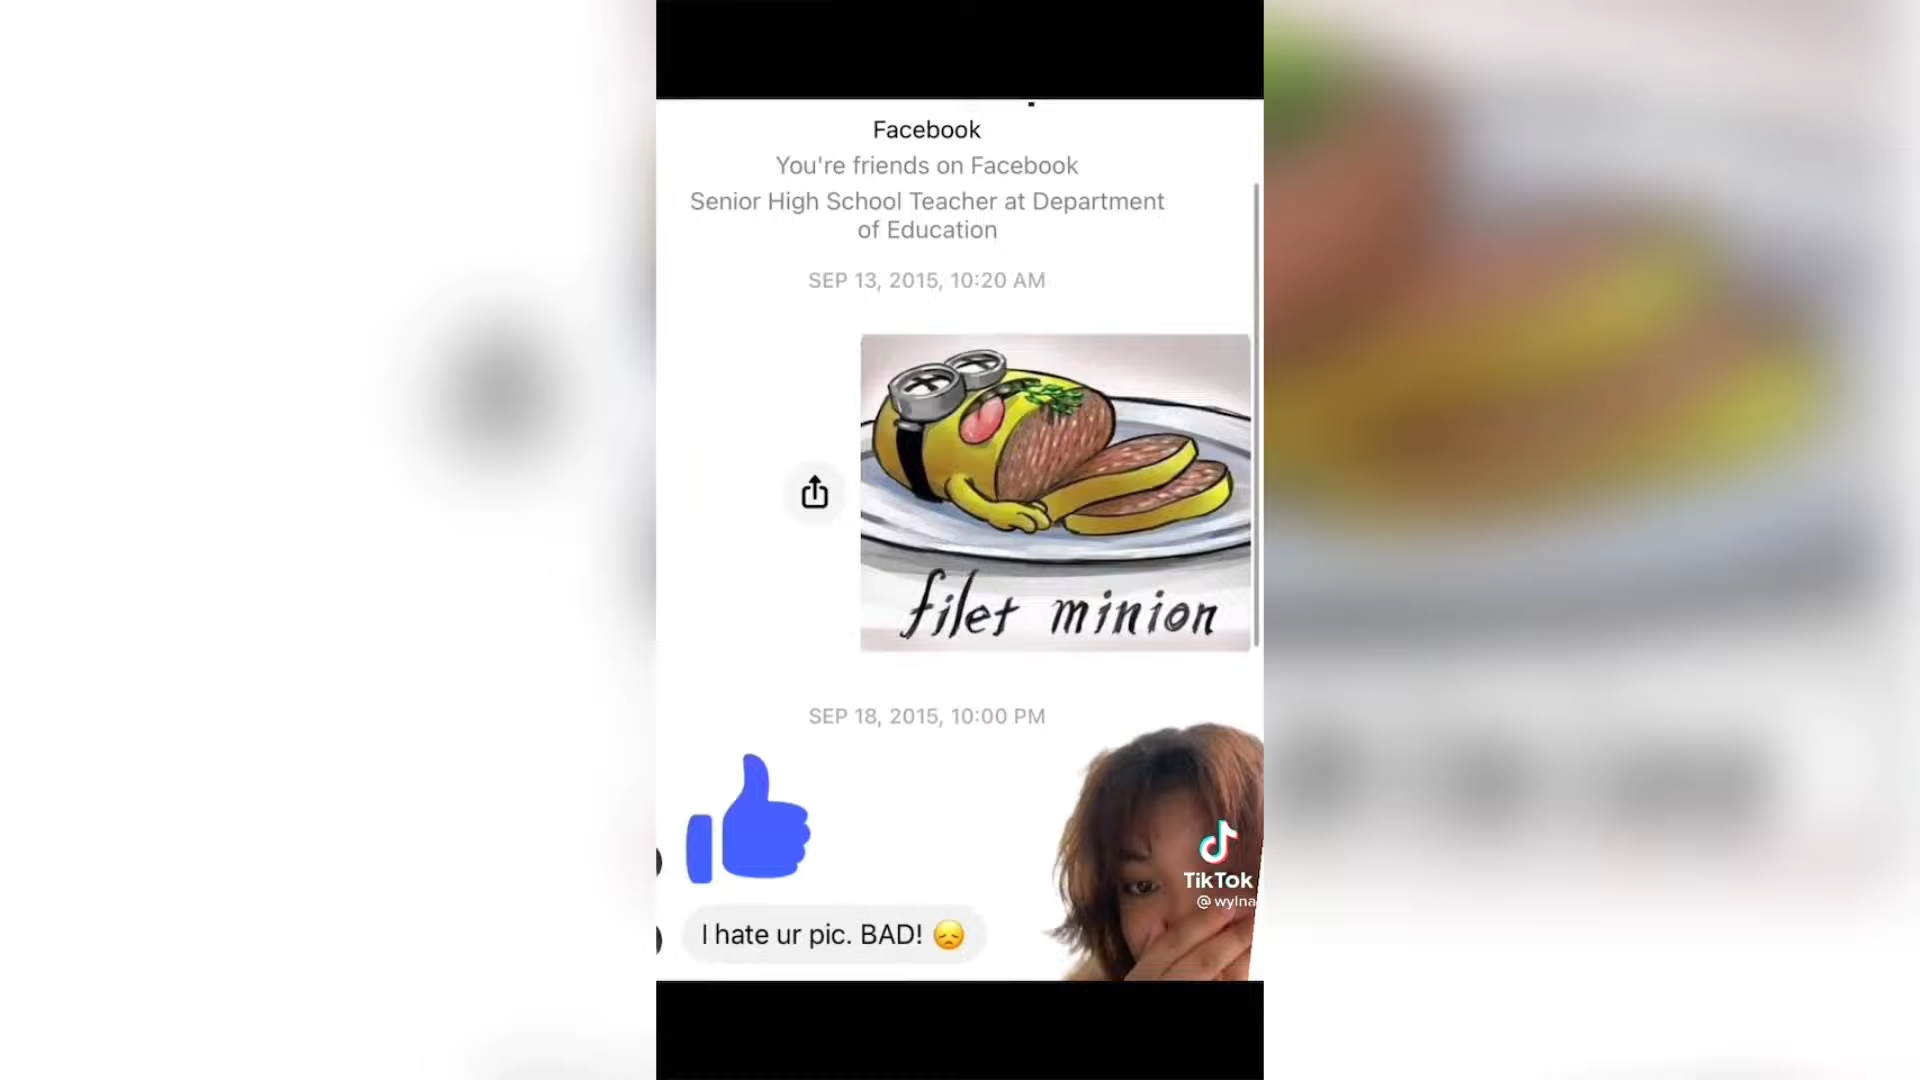 Facebook
You're friends on Facebook
Senior High School Teacher at Department
of Education
SEP 13, 2015, 10:20 AM
filet minion
SEP 18, 2015, 10:00 PM
I hate ur pic. BAD! 😞
TikTok
@wylna